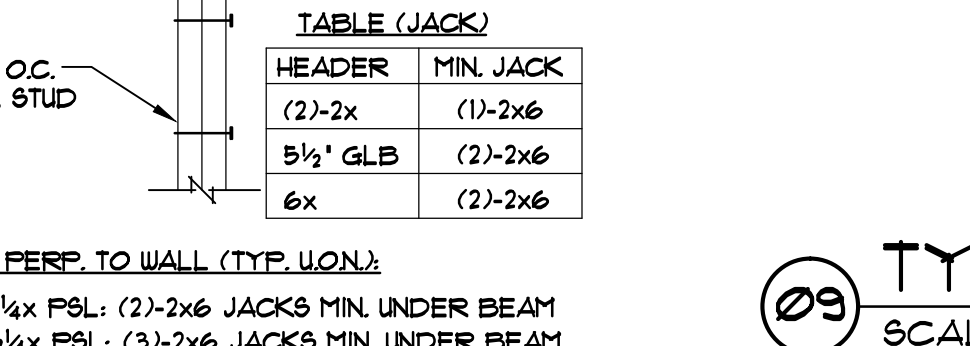 TABLE (JACK)
O.C.
STUD
HEADER MIN. JACK
(2)-2x (1)-2x6
5½" GLB (2)-2x6
6x (2)-2x6
PERP. TO WALL (TYP. U.O.N.):
¼x PSL: (2)-2x6 JACKS MIN. UNDER BEAM
¼x PSL: (3)-2x6 JACKS MIN. UNDER BEAM
Ø9